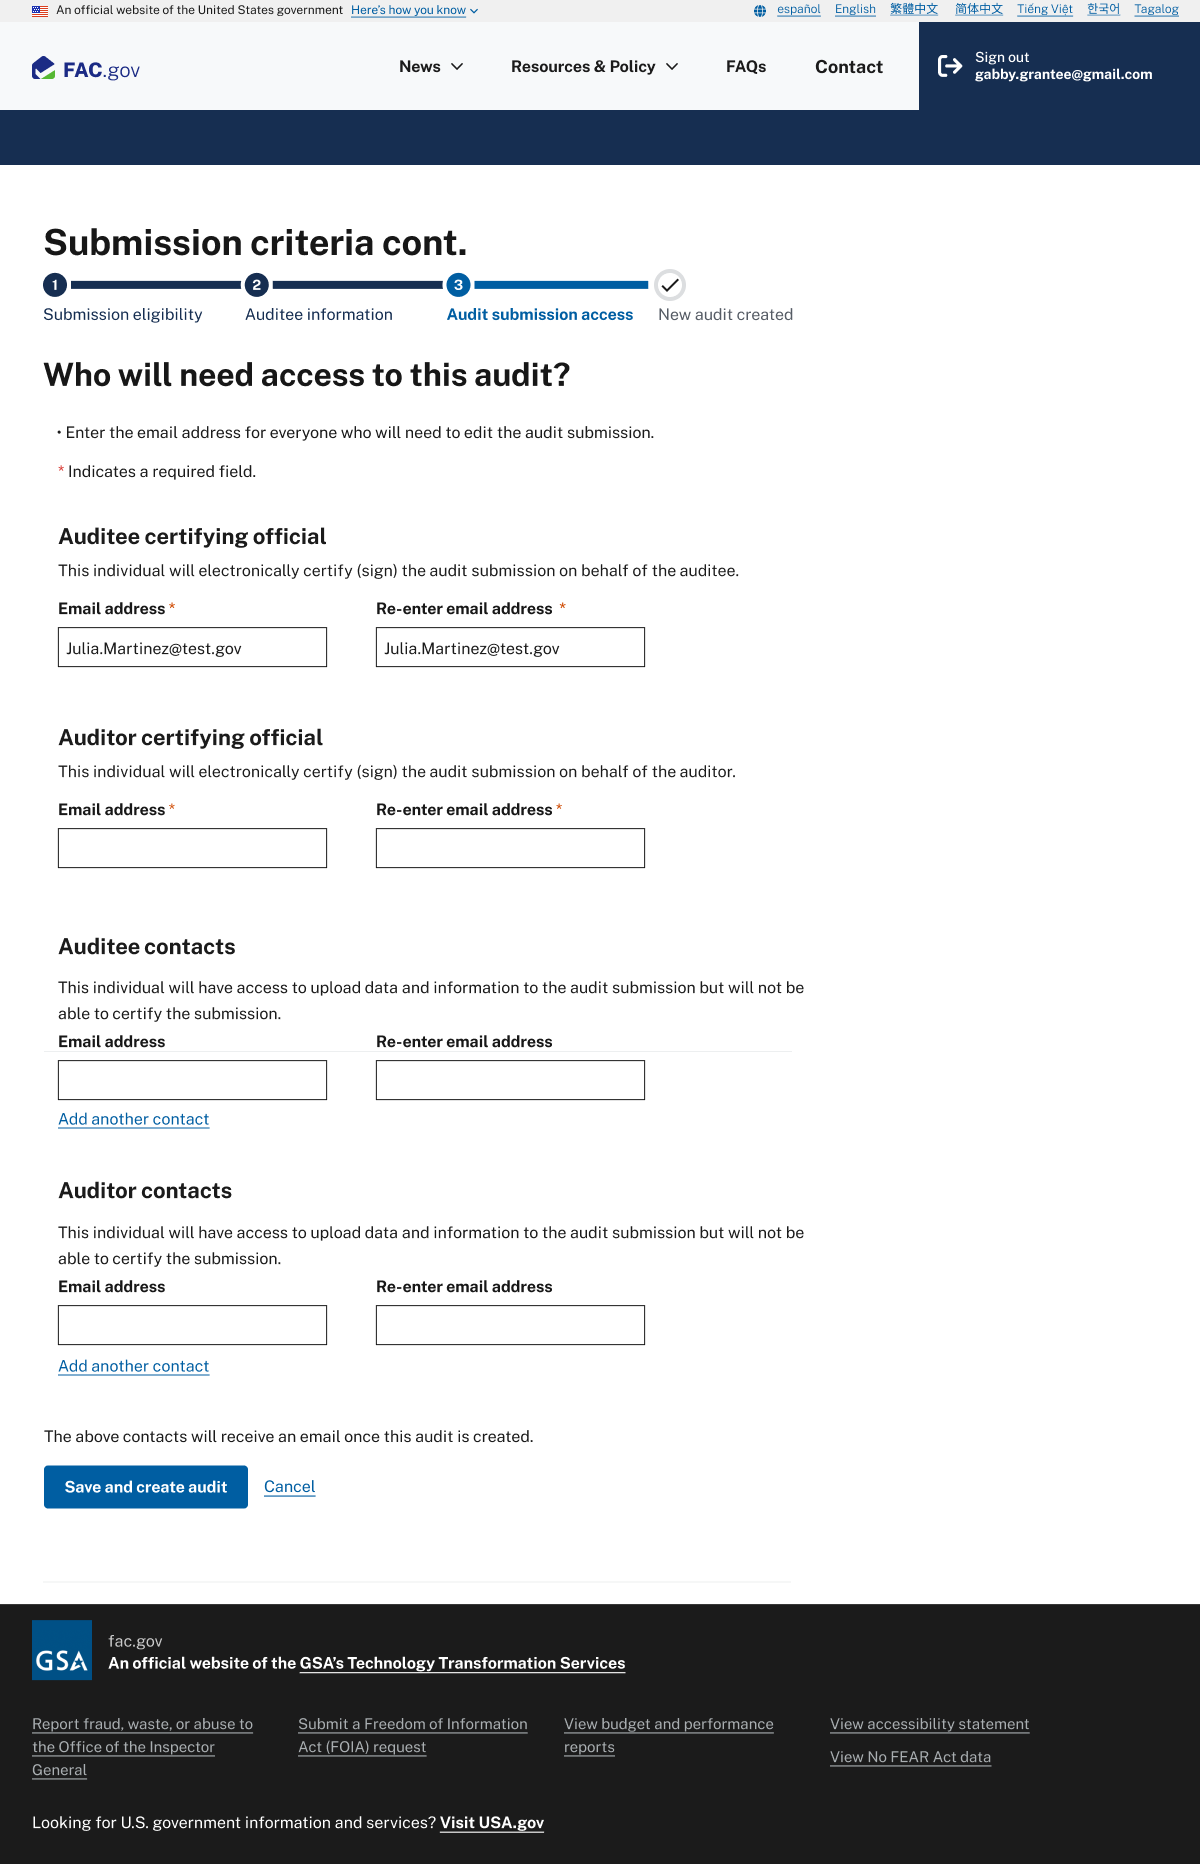 An official website of the United States government Here's how you know
español English 繁體中文 简体中文 Tiếng Việt 한국어 Tagalog
FAC.gov
News Resources & Policy FAQs Contact
Sign out
gabby.grantee@gmail.com
Submission criteria cont.
1 2 3
Submission eligibility Auditee information Audit submission access New audit created
Who will need access to this audit?
• Enter the email address for everyone who will need to edit the audit submission.
* Indicates a required field.
Auditee certifying official
This individual will electronically certify (sign) the audit submission on behalf of the auditee.
Email address * Re-enter email address *
Julia.Martinez@test.gov Julia.Martinez@test.gov
Auditor certifying official
This individual will electronically certify (sign) the audit submission on behalf of the auditor.
Email address * Re-enter email address *
Auditee contacts
This individual will have access to upload data and information to the audit submission but will not be
able to certify the submission.
Email address Re-enter email address
Add another contact
Auditor contacts
This individual will have access to upload data and information to the audit submission but will not be
able to certify the submission.
Email address Re-enter email address
Add another contact
The above contacts will receive an email once this audit is created.
Save and create audit Cancel
GSA
fac.gov
An official website of the GSA's Technology Transformation Services
Report fraud, waste, or abuse to
the Office of the Inspector
General
Submit a Freedom of Information
Act (FOIA) request
View budget and performance
reports
View accessibility statement
View No FEAR Act data
Looking for U.S. government information and services? Visit USA.gov